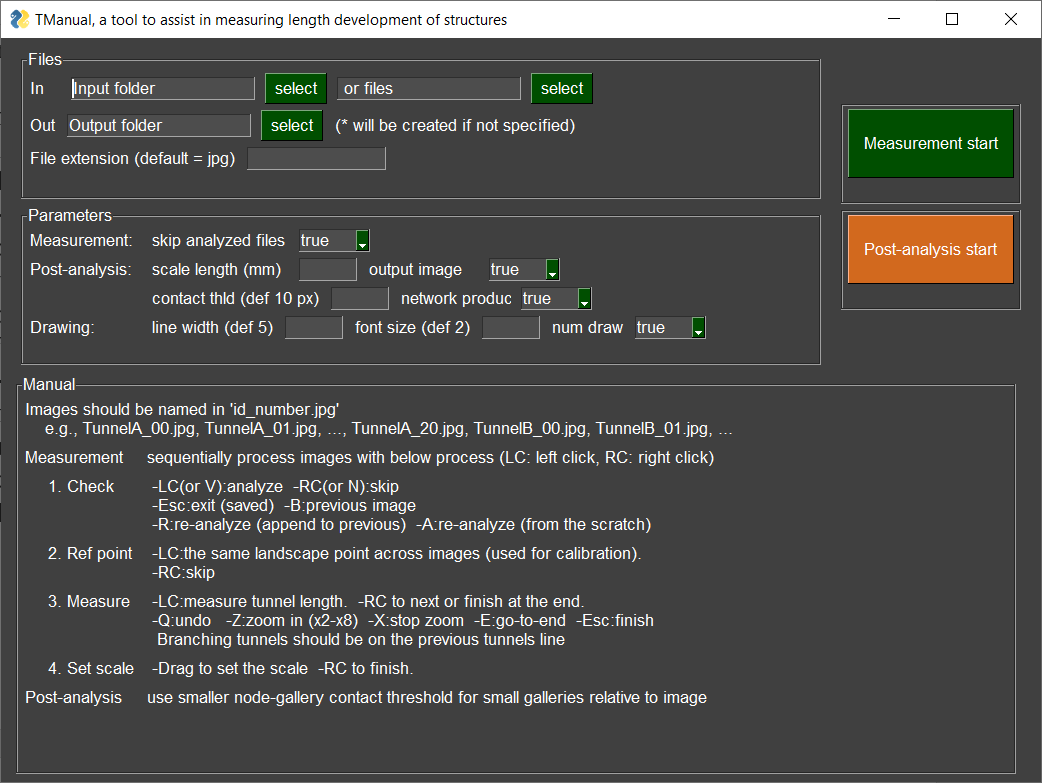 TManual, a tool to assist in measuring length development of structures
Files
In Input folder select or files select
Out Output folder select (* will be created if not specified)
File extension (default = jpg)
Measurement start
Parameters
Measurement: skip analyzed files true
Post-analysis: scale length (mm) output image true
Post-analysis start
contact thld (def 10 px) network produc true
Drawing: line width (def 5) font size (def 2) num draw true
Manual
Images should be named in 'id_number.jpg'
e.g., TunnelA_00.jpg, TunnelA_01.jpg, ..., TunnelA_20.jpg, TunnelB_00.jpg, TunnelB_01.jpg, ...
Measurement sequentially process images with below process (LC: left click, RC: right click)
1. Check -LC(or V):analyze -RC(or N):skip
-Esc:exit (saved) -B:previous image
-R:re-analyze (append to previous) -A:re-analyze (from the scratch)
2. Ref point -LC:the same landscape point across images (used for calibration).
-RC:skip
3. Measure -LC:measure tunnel length. -RC to next or finish at the end.
-Q:undo -Z:zoom in (x2-x8) -X:stop zoom -E:go-to-end -Esc:finish
Branching tunnels should be on the previous tunnels line
4. Set scale -Drag to set the scale -RC to finish.
Post-analysis use smaller node-gallery contact threshold for small galleries relative to image